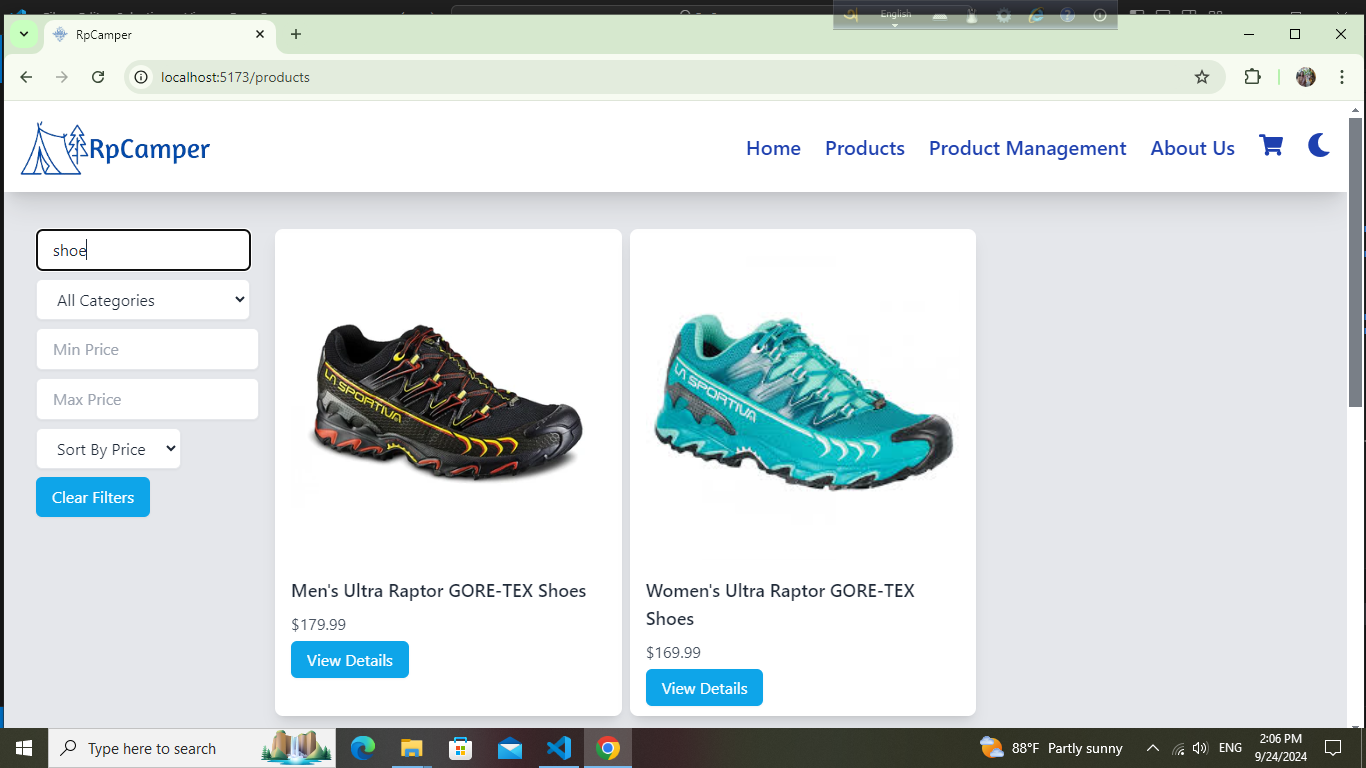 English
RpCamper
localhost:5173/products
RpCamper
Home
Products
Product Management
About Us
shoe
All Categories
Min Price
Max Price
Sort By Price
Clear Filters
LA SPORTIVA
LA SPORTIVA
Men's Ultra Raptor GORE-TEX Shoes
$179.99
View Details
Women's Ultra Raptor GORE-TEX
Shoes
$169.99
View Details
Type here to search
88°F Partly sunny
ENG
2:06 PM
9/24/2024